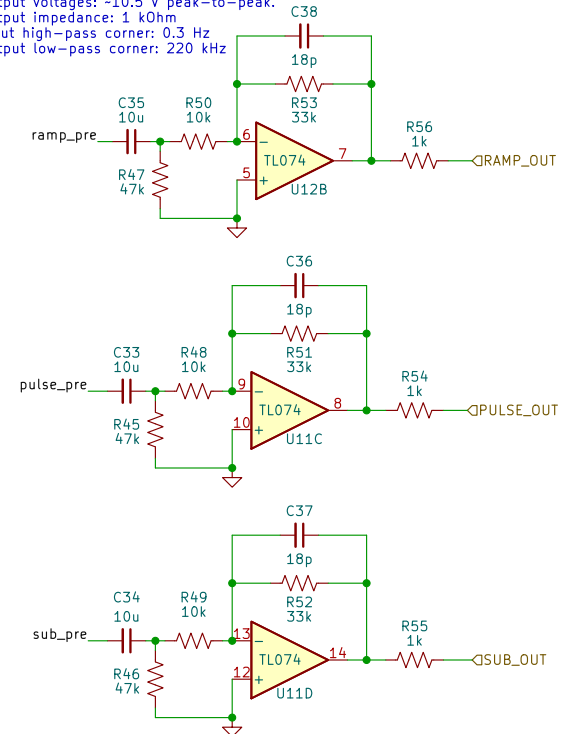 Voltages: ~10.5 V peak-to-peak.
impedance: 1 kOhm
high-pass corner: 0.3 Hz
low-pass corner: 220 kHz
C38
18p
R53
33k
C35
10u
R50
10k
ramp_pre
R47
47k
6
5
7
TL074
U12B
R56
1k
RAMP_OUT
C36
18p
R51
33k
C33
10u
R48
10k
pulse_pre
R45
47k
9
10
8
TL074
U11C
R54
1k
PULSE_OUT
C37
18p
R52
33k
C34
10u
R49
10k
sub_pre
R46
47k
13
12
14
TL074
U11D
R55
1k
SUB_OUT